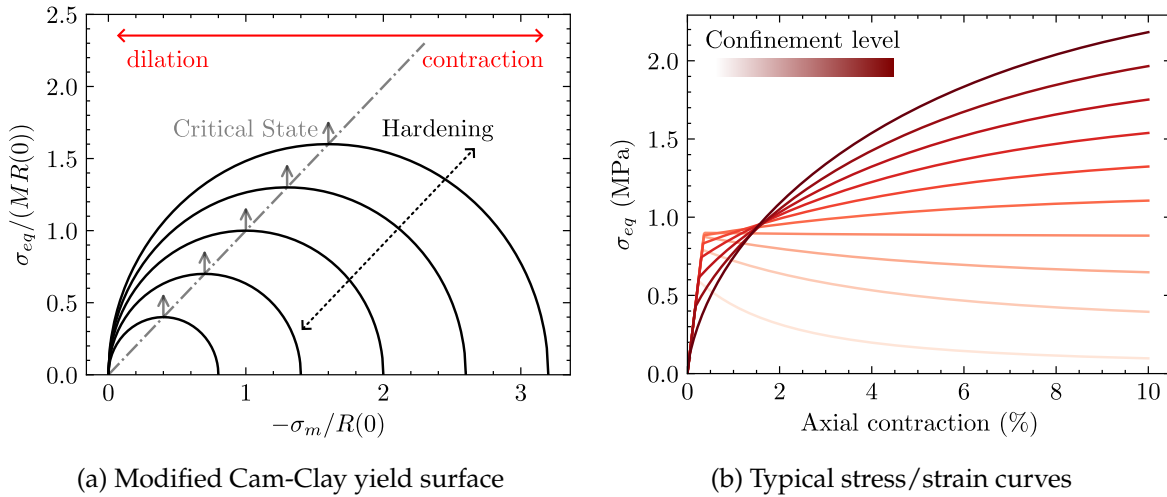 2.5
2.0
1.5
1.0
0.5
0.0
0
1
2
3
σ_eq/(MR(0))
−σ_m/R(0)
dilation
contraction
Critical State
Hardening
(a) Modified Cam-Clay yield surface
2.0
1.5
1.0
0.5
0.0
0
2
4
6
8
10
σ_eq (MPa)
Axial contraction (%)
Confinement level
(b) Typical stress/strain curves